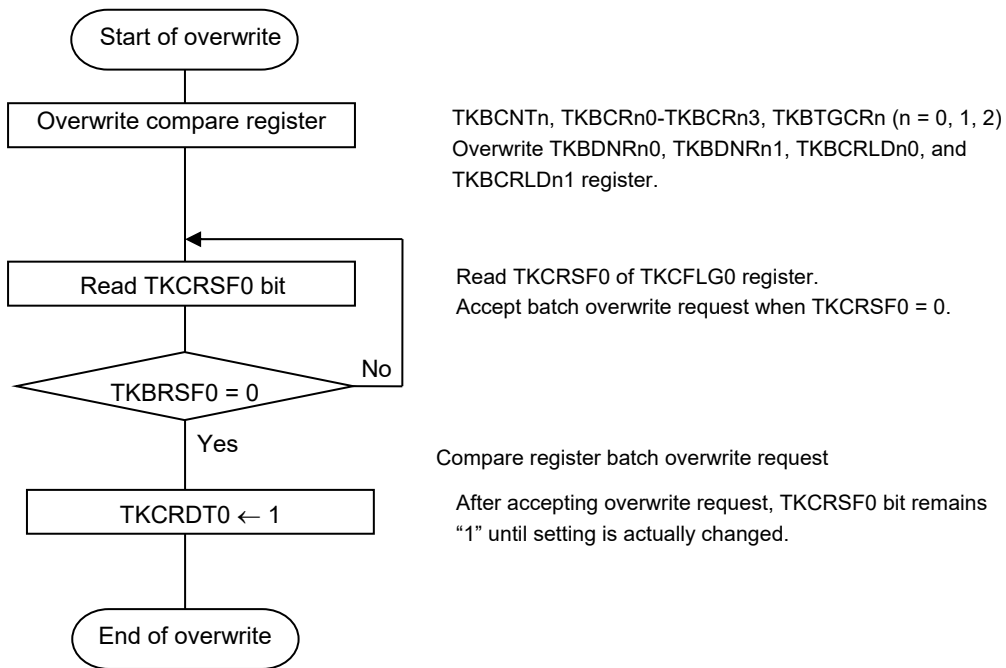 Start of overwrite
Overwrite compare register
TKBCNTn, TKBCRn0-TKBCRn3, TKBTGCRn (n = 0, 1, 2)
Overwrite TKBDNRn0, TKBDNRn1, TKBCRLDn0, and
TKBCRLDn1 register.
Read TKCRSF0 bit
Read TKCRSF0 of TKCFLG0 register.
Accept batch overwrite request when TKCRSF0 = 0.
TKBRSF0 = 0
No
Yes
Compare register batch overwrite request
TKCRDT0 ← 1
After accepting overwrite request, TKCRSF0 bit remains
“1” until setting is actually changed.
End of overwrite